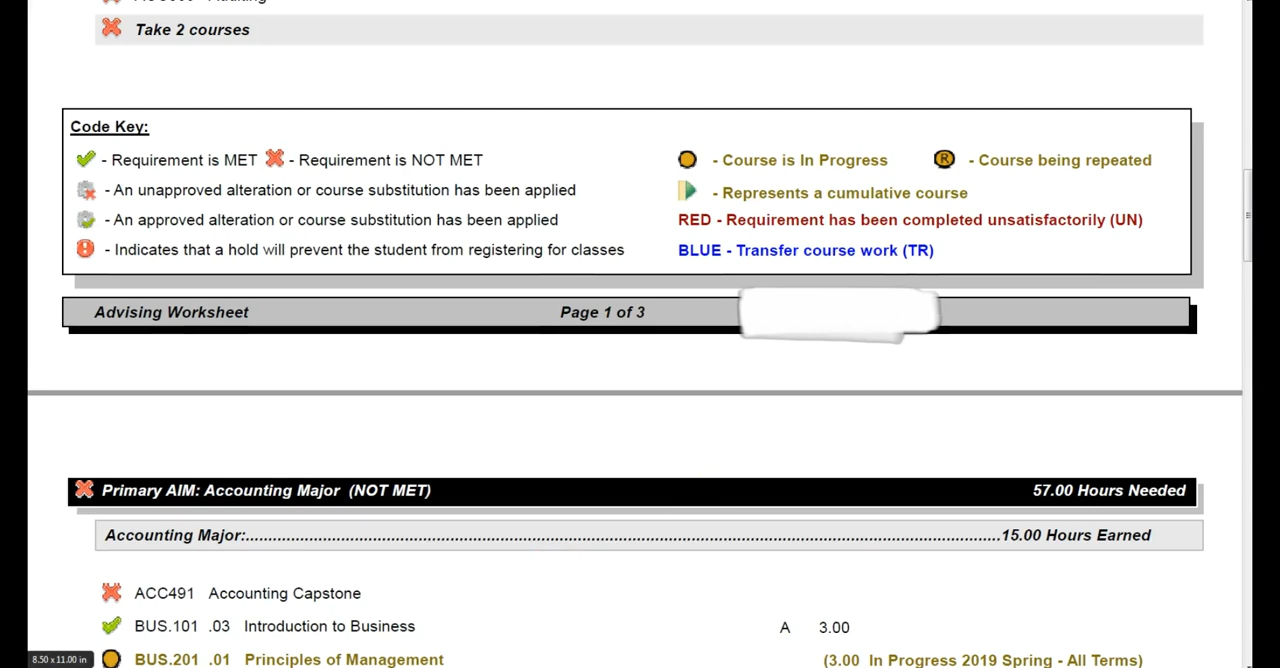 Take 2 courses
Code Key:
- Requirement is MET - Requirement is NOT MET
- An unapproved alteration or course substitution has been applied
- An approved alteration or course substitution has been applied
- Indicates that a hold will prevent the student from registering for classes
- Course is In Progress R - Course being repeated
- Represents a cumulative course
RED - Requirement has been completed unsatisfactorily (UN)
BLUE - Transfer course work (TR)
Advising Worksheet Page 1 of 3
Primary AIM: Accounting Major (NOT MET) 57.00 Hours Needed
Accounting Major:...............15.00 Hours Earned
ACC491 Accounting Capstone
BUS.101 .03 Introduction to Business A 3.00
BUS.201 .01 Principles of Management (3.00 In Progress 2019 Spring - All Terms)
8.50 x 11.00 in